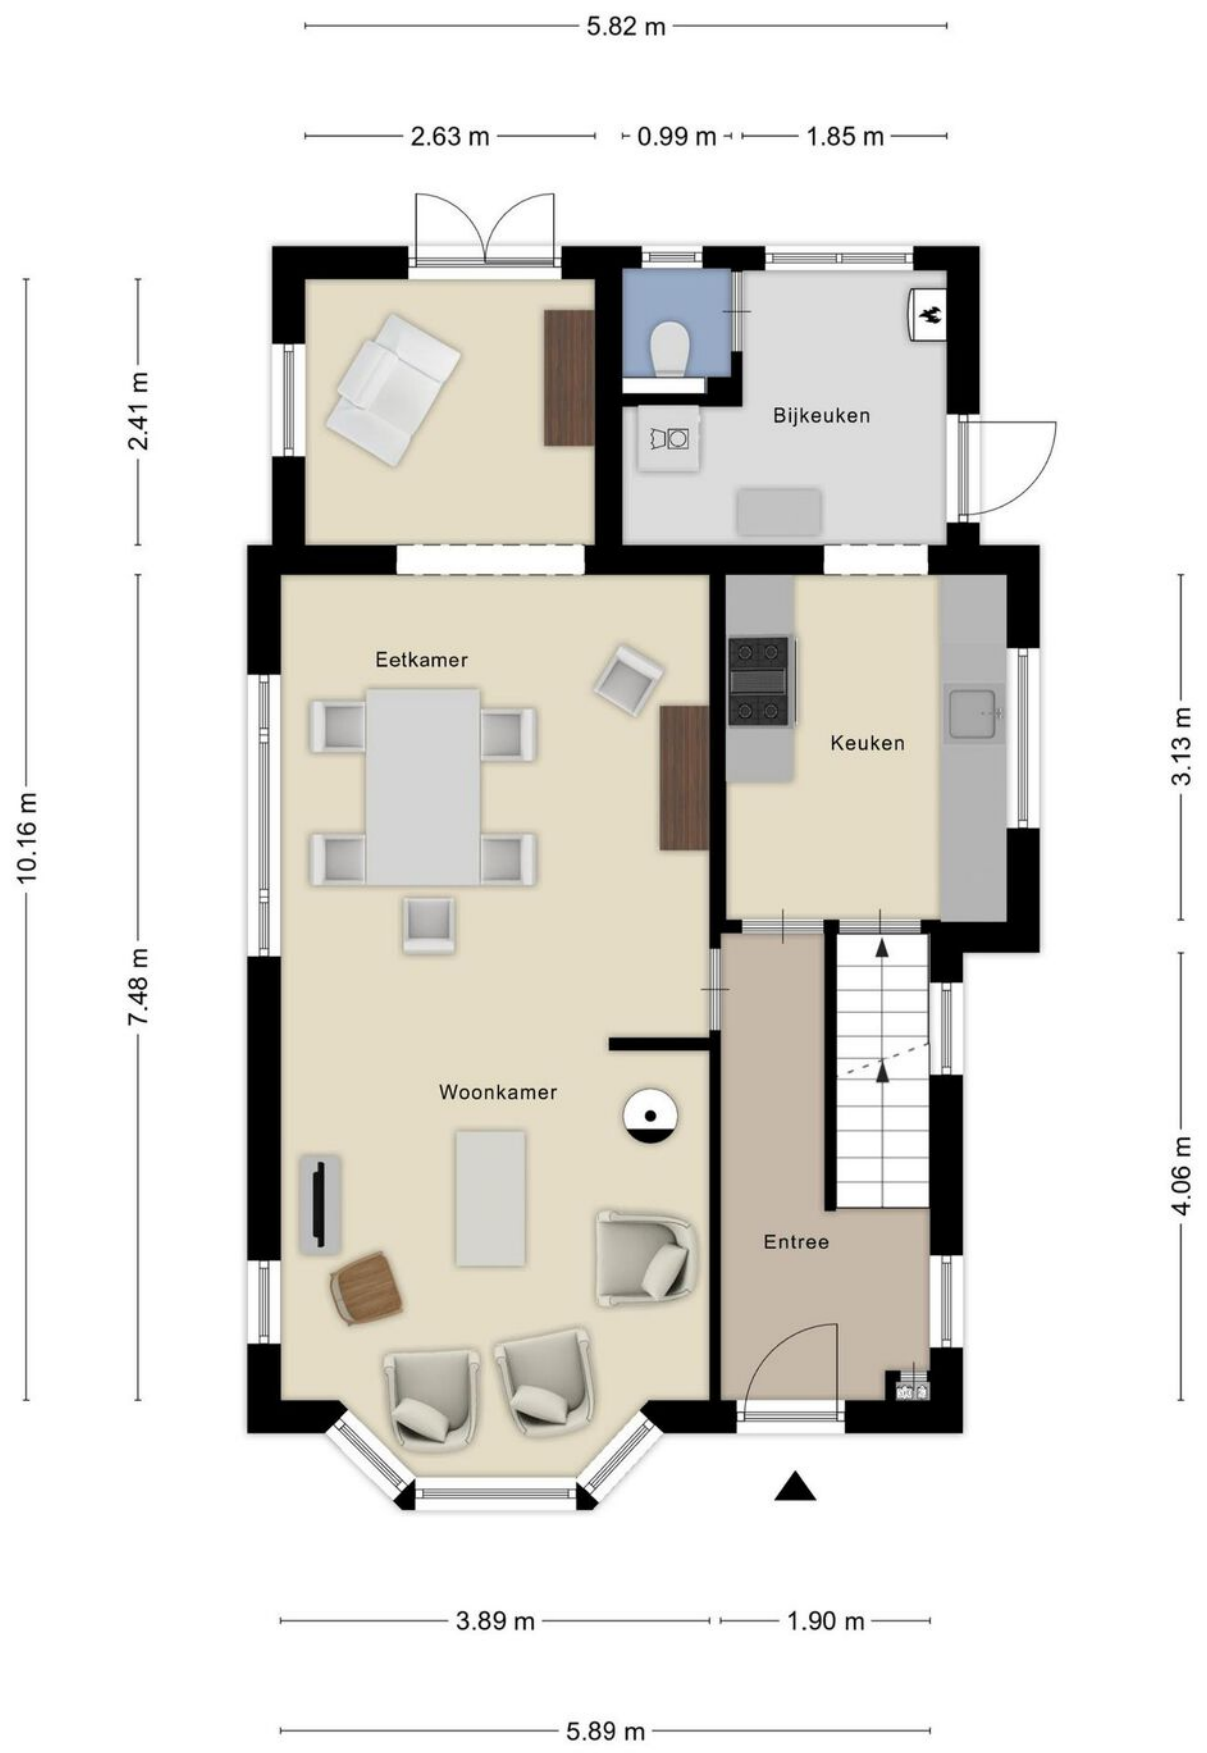 5.82 m
2.63 m
0.99 m
1.85 m
2.41 m
Bijkeuken
Eetkamer
Keuken
3.13 m
10.16 m
7.48 m
Woonkamer
4.06 m
Entree
3.89 m
1.90 m
5.89 m